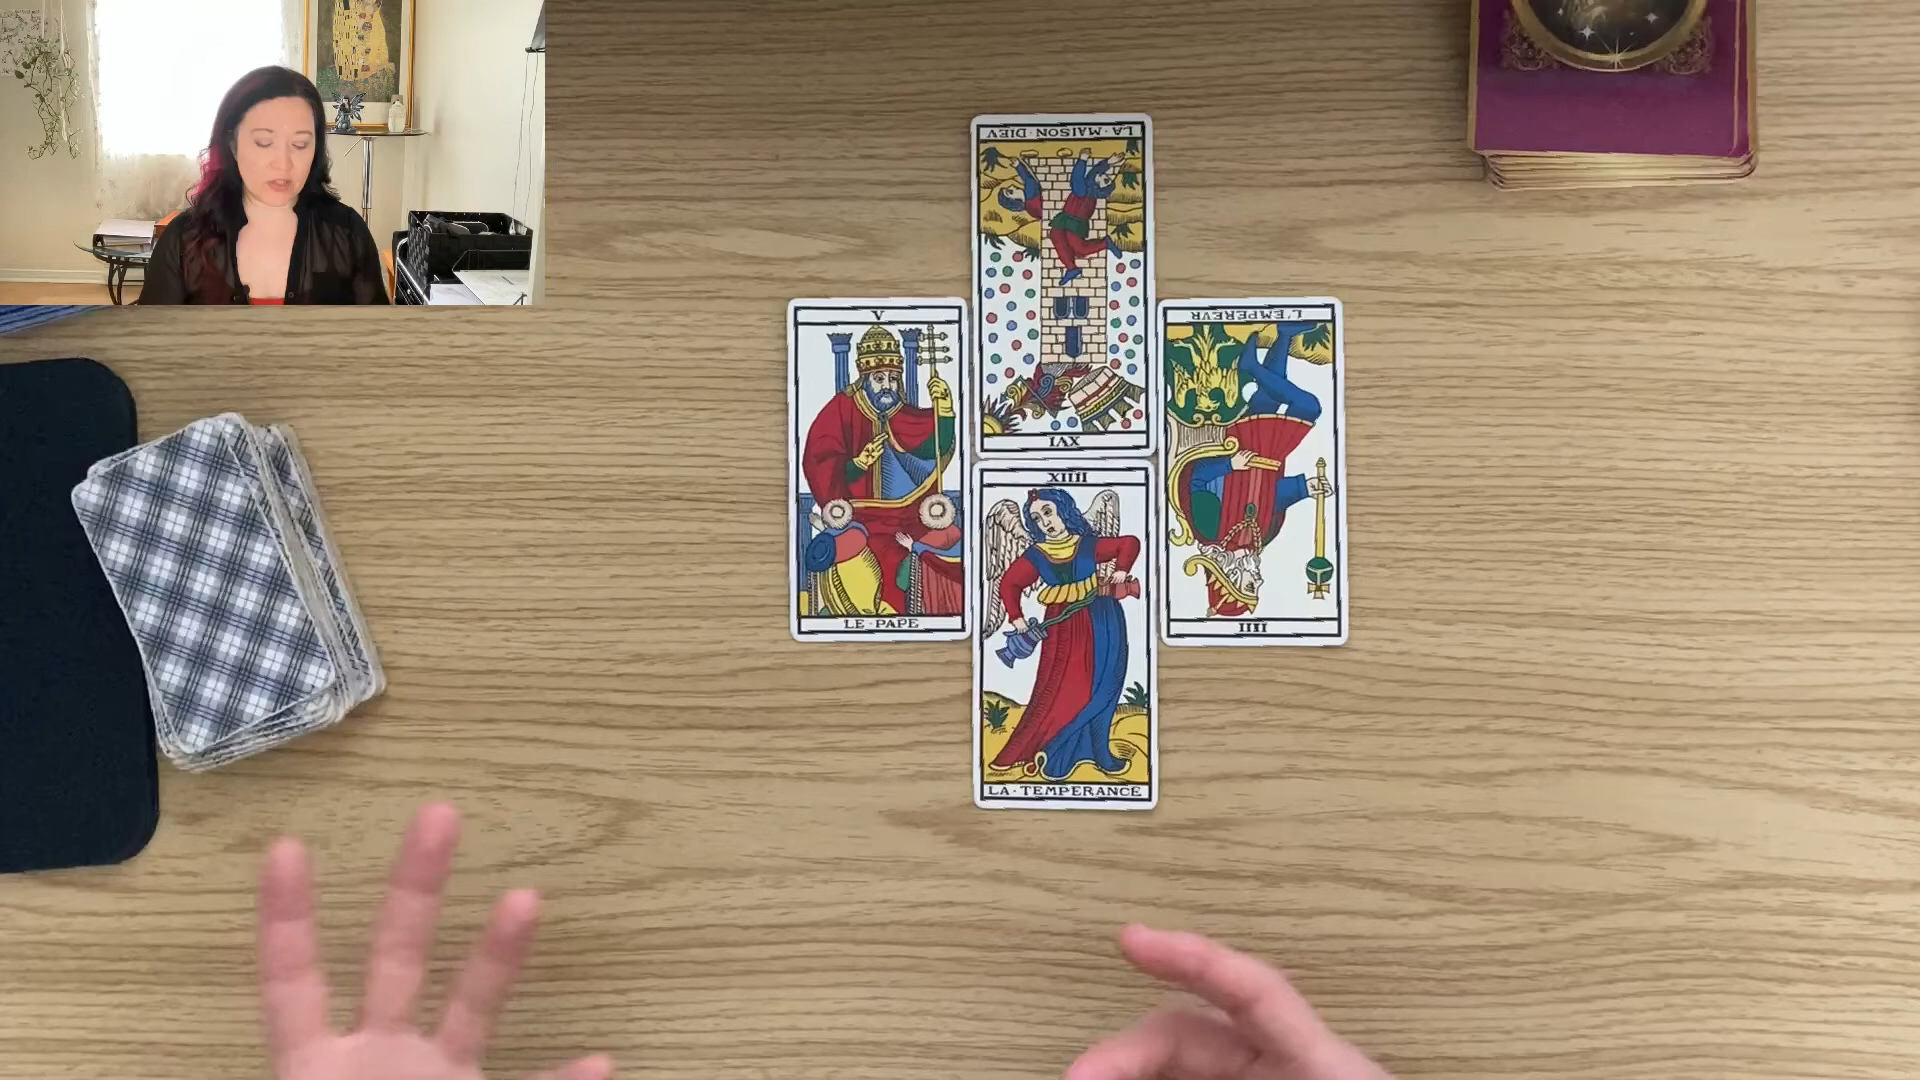 LA·MAISON·DIEV
XVI
V
LE·PAPE
L'EMPEREVR
IIII
XIIII
LA·TEMPERANCE